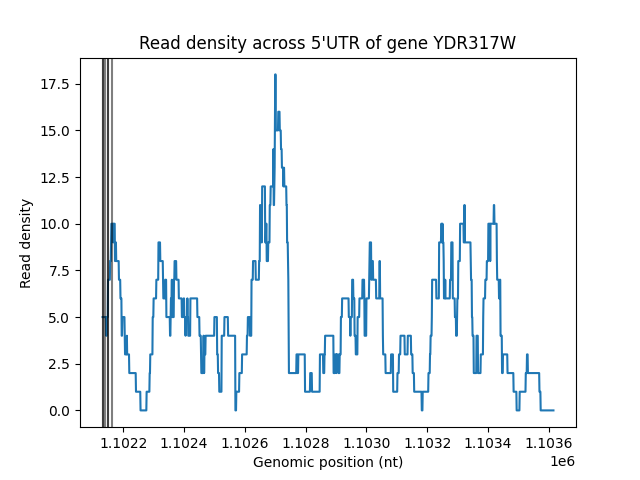 Read density across 5'UTR of gene YDR317W
Read density
17.5
15.0
12.5
10.0
7.5
5.0
2.5
0.0
1.1022 1.1024 1.1026 1.1028 1.1030 1.1032 1.1034 1.1036
1e6
Genomic position (nt)